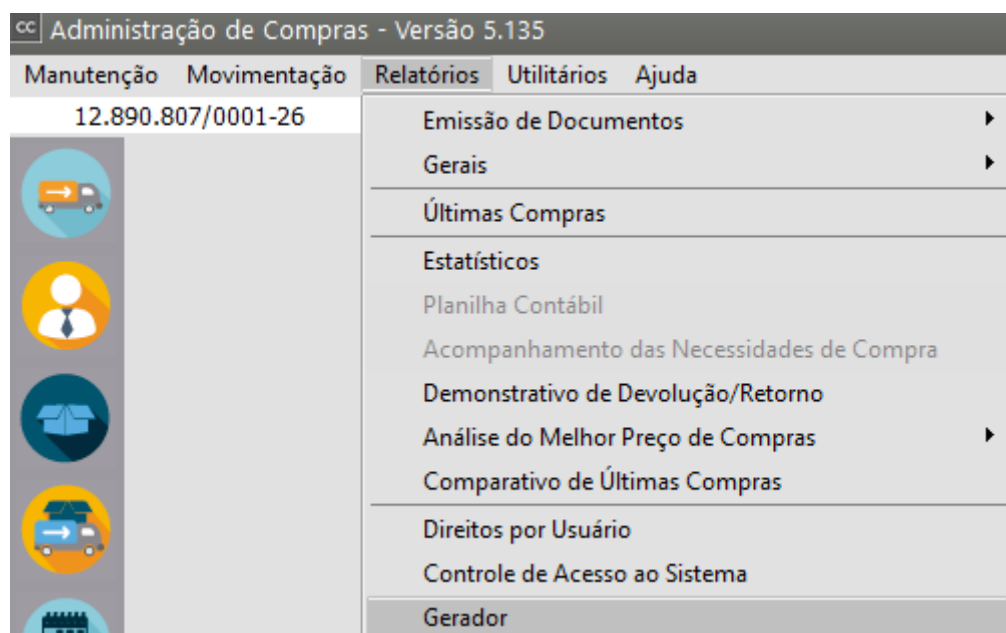 cc Administração de Compras - Versão 5.135
Manutenção Movimentação Relatórios Utilitários Ajuda
12.890.807/0001-26
Emissão de Documentos
Gerais
Últimas Compras
Estatísticos
Planilha Contábil
Acompanhamento das Necessidades de Compra
Demonstrativo de Devolução/Retorno
Análise do Melhor Preço de Compras
Comparativo de Últimas Compras
Direitos por Usuário
Controle de Acesso ao Sistema
Gerador